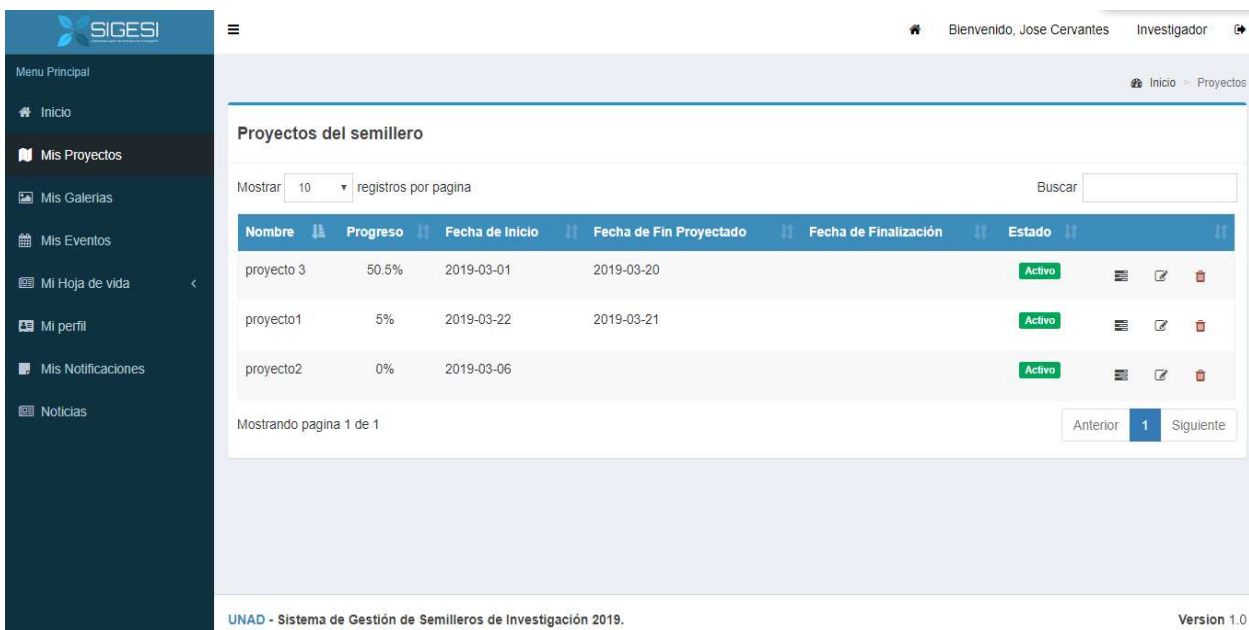 SIGESI
Bienvenido, Jose Cervantes Investigador
Menu Principal
Inicio
Mis Proyectos
Mis Galerias
Mis Eventos
Mi Hoja de vida
Mi perfil
Mis Notificaciones
Noticias
Inicio > Proyectos
Proyectos del semillero
Mostrar 10 registros por pagina Buscar
Nombre Progreso Fecha de Inicio Fecha de Fin Proyectado Fecha de Finalización Estado
proyecto 3 50.5% 2019-03-01 2019-03-20 Activo
proyecto1 5% 2019-03-22 2019-03-21 Activo
proyecto2 0% 2019-03-06 Activo
Mostrando pagina 1 de 1 Anterior 1 Siguiente
UNAD - Sistema de Gestión de Semilleros de Investigación 2019. Version 1.0